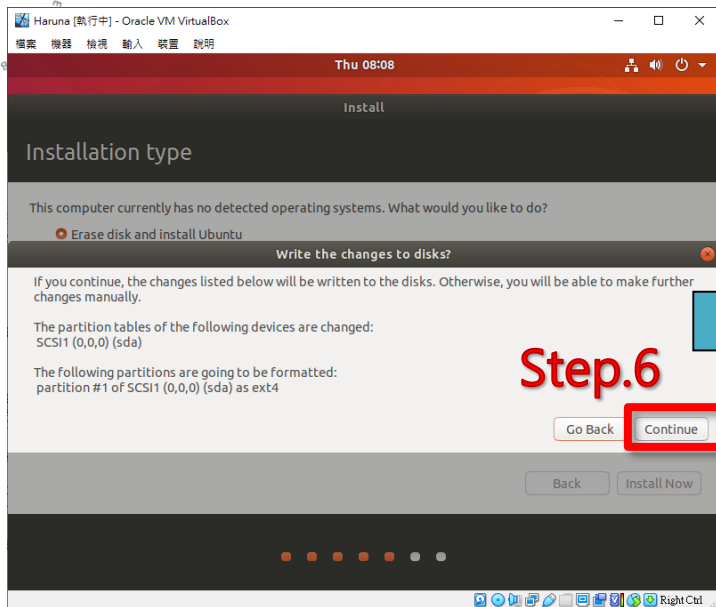 Haruna [執行中] - Oracle VM VirtualBox
檔案 機器 檢視 輸入 裝置 說明
Thu 08:08
Install
Installation type
This computer currently has no detected operating systems. What would you like to do?
Erase disk and install Ubuntu
Write the changes to disks?
If you continue, the changes listed below will be written to the disks. Otherwise, you will be able to make further
changes manually.
The partition tables of the following devices are changed:
SCSI1 (0,0,0) (sda)
The following partitions are going to be formatted:
partition #1 of SCSI1 (0,0,0) (sda) as ext4
Step.6
Go Back Continue
Back Install Now
Right Ctrl